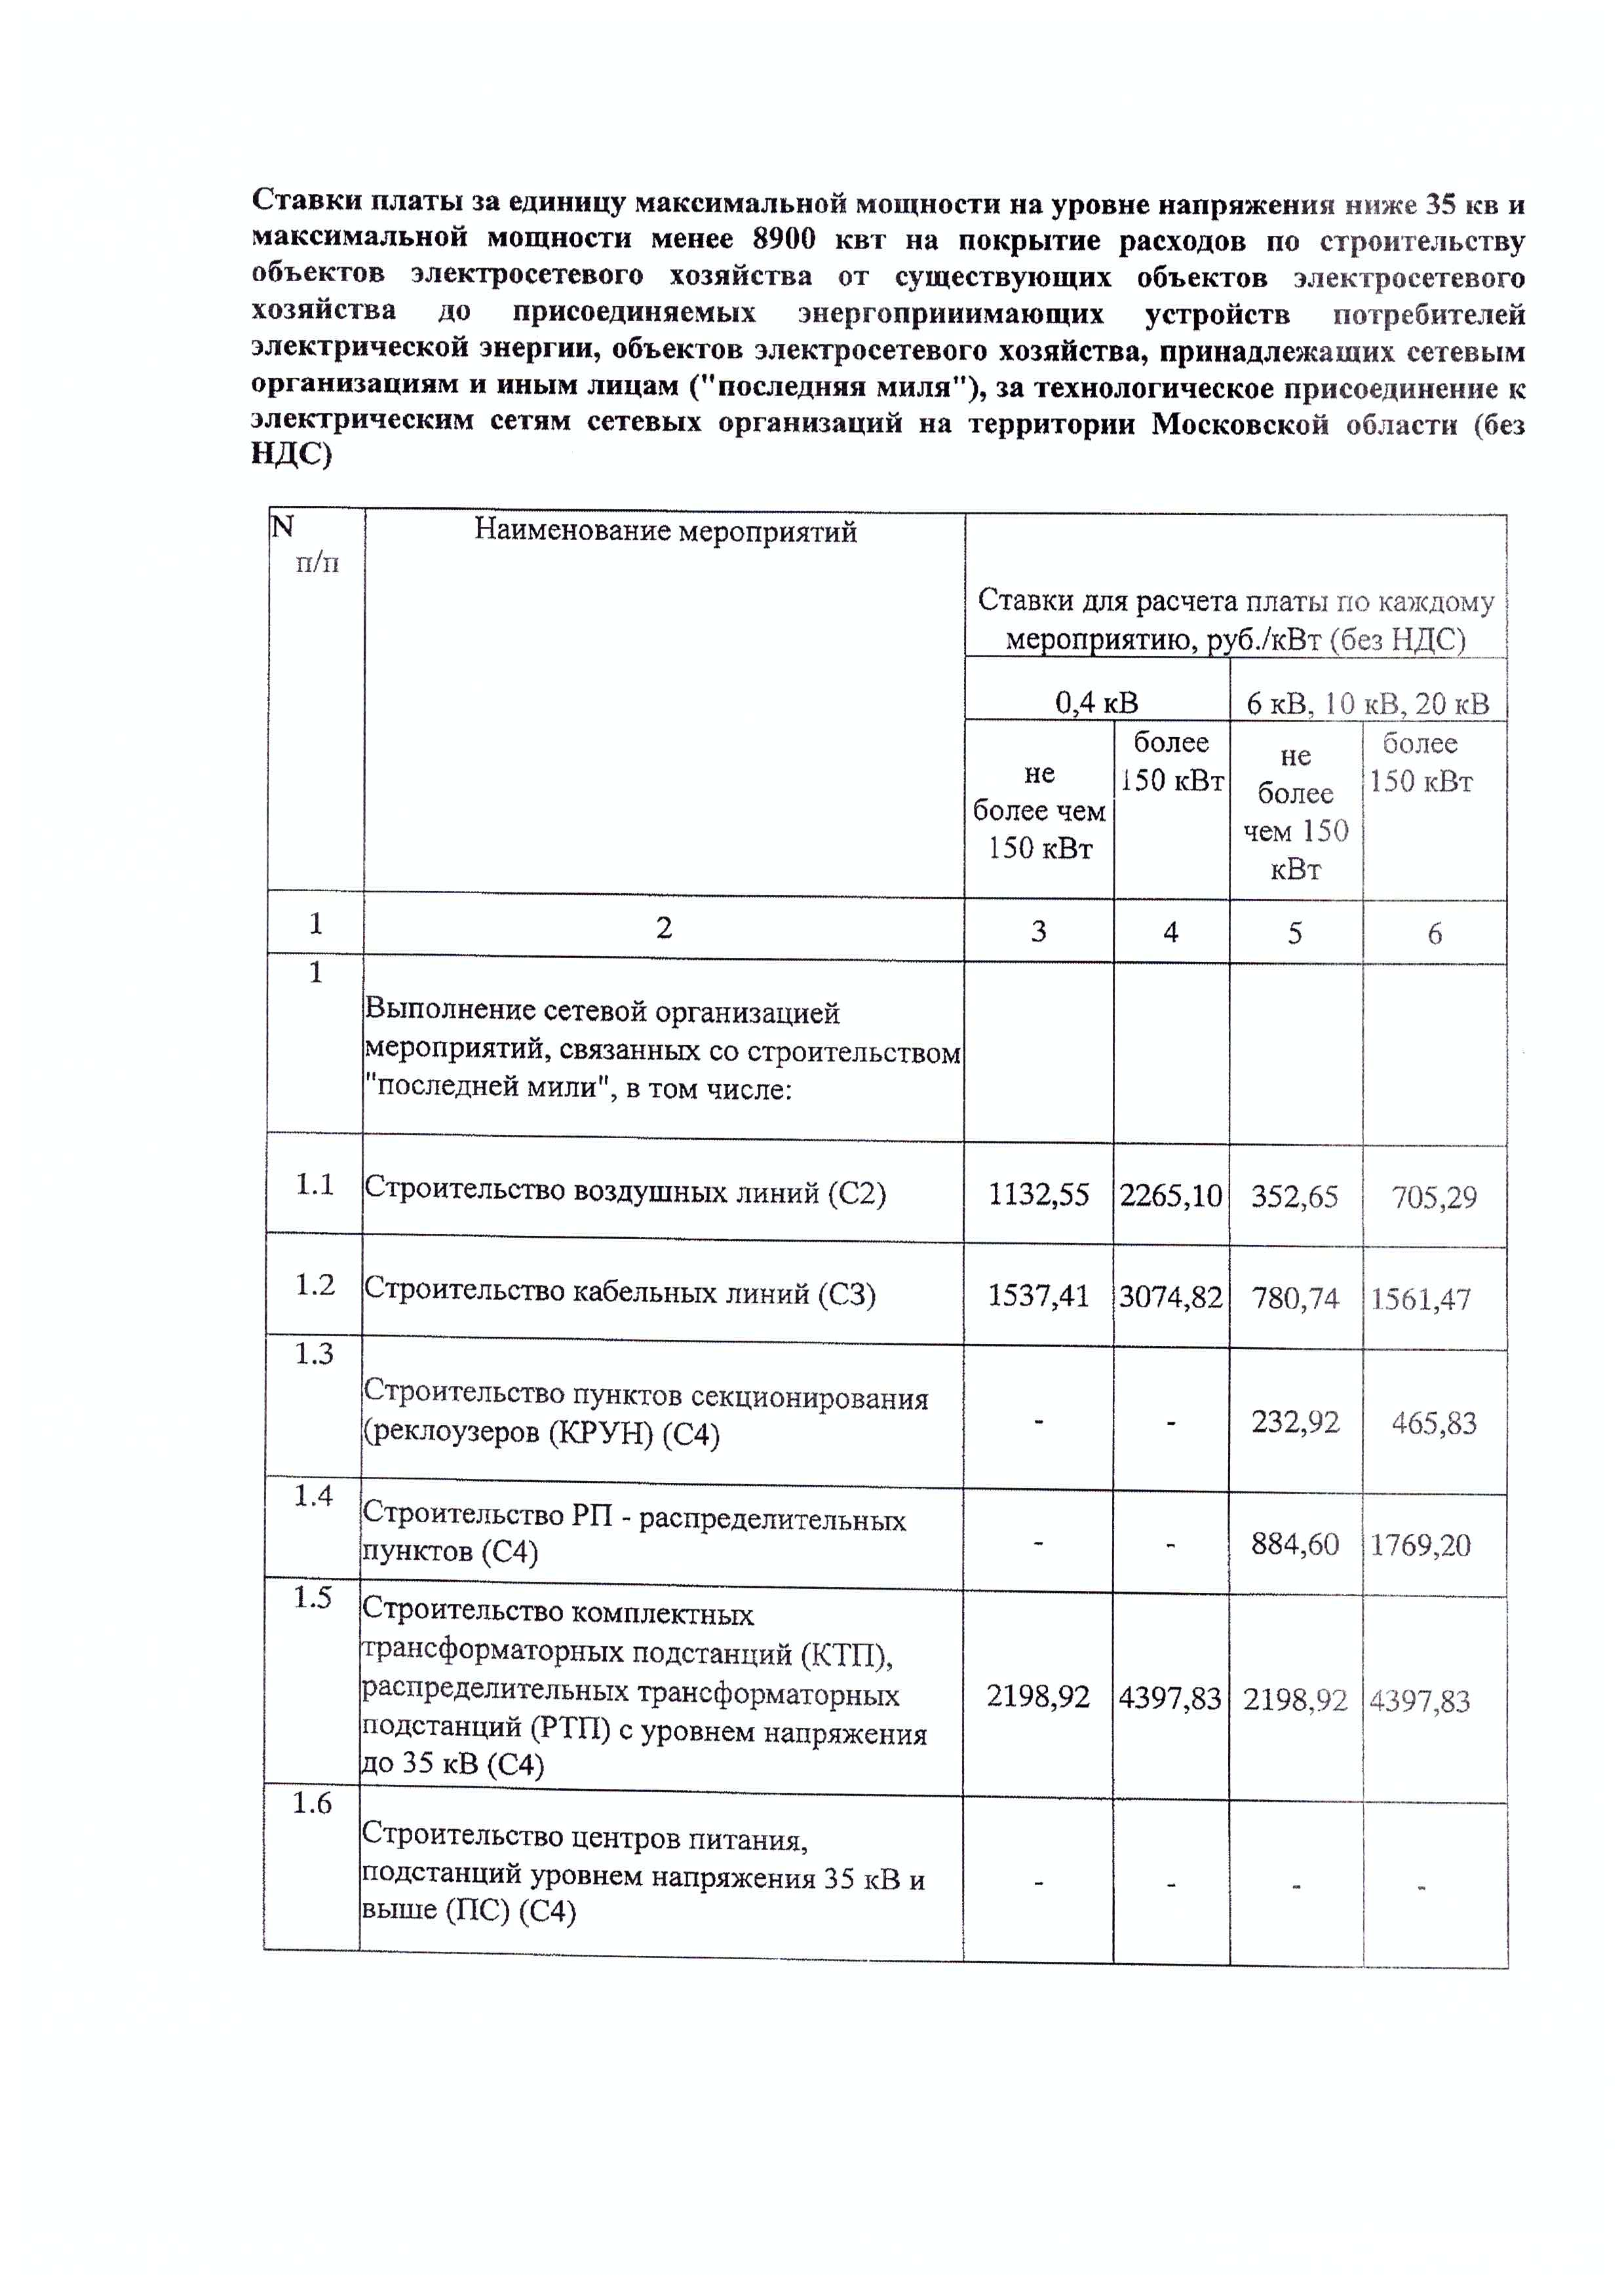 Ставки платы за единицу максимальной мощности на уровне напряжения ниже 35 кв и
максимальной мощности менее 8900 квт на покрытие расходов по строительству
объектов электросетевого хозяйства от существующих объектов электросетевого
хозяйства до присоединяемых энергопринимающих устройств потребителей
электрической энергии, объектов электросетевого хозяйства, принадлежащих сетевым
организациям и иным лицам ("последняя миля"), за технологическое присоединение к
электрическим сетям сетевых организаций на территории Московской области (без
НДС)
N
п/п
Наименование мероприятий
Ставки для расчета платы по каждому
мероприятию, руб./кВт (без НДС)
0,4 кВ
6 кВ, 10 кВ, 20 кВ
не
более чем
150 кВт
более
150 кВт
не
более
чем 150
кВт
более
150 кВт
1 2 3 4 5 6
1
Выполнение сетевой организацией
мероприятий, связанных со строительством
"последней мили", в том числе:
1.1 Строительство воздушных линий (С2) 1132,55 2265,10 352,65 705,29
1.2 Строительство кабельных линий (С3) 1537,41 3074,82 780,74 1561,47
1.3
Строительство пунктов секционирования
(реклоузеров (КРУН) (С4)
- - 232,92 465,83
1.4
Строительство РП - распределительных
пунктов (С4)
- - 884,60 1769,20
1.5
Строительство комплектных
трансформаторных подстанций (КТП),
распределительных трансформаторных
подстанций (РТП) с уровнем напряжения
до 35 кВ (С4)
2198,92 4397,83 2198,92 4397,83
1.6
Строительство центров питания,
подстанций уровнем напряжения 35 кВ и
выше (ПС) (С4)
- - - -